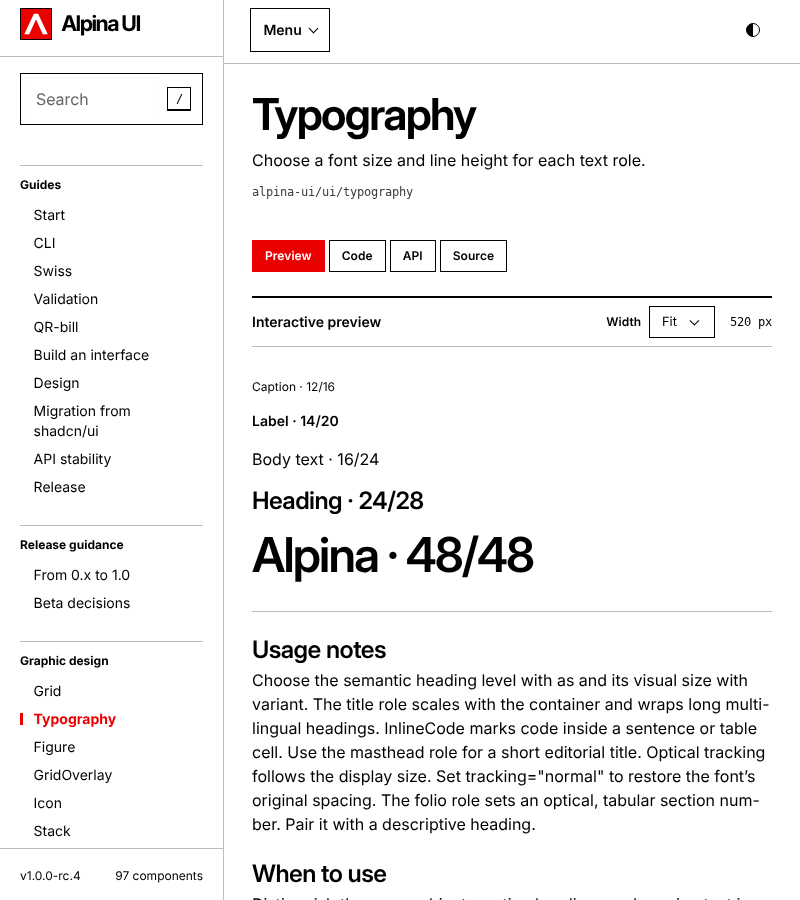 Alpina UI
Search /
Guides
Start
CLI
Swiss
Validation
QR-bill
Build an interface
Design
Migration from
shadcn/ui
API stability
Release
Release guidance
From 0.x to 1.0
Beta decisions
Graphic design
Grid
Typography
Figure
GridOverlay
Icon
Stack
v1.0.0-rc.4 97 components
Menu
Typography
Choose a font size and line height for each text role.
alpina-ui/ui/typography
Preview Code API Source
Interactive preview Width Fit 520 px
Caption · 12/16
Label · 14/20
Body text · 16/24
Heading · 24/28
Alpina · 48/48
Usage notes
Choose the semantic heading level with as and its visual size with
variant. The title role scales with the container and wraps long multi-
lingual headings. InlineCode marks code inside a sentence or table
cell. Use the masthead role for a short editorial title. Optical tracking
follows the display size. Set tracking="normal" to restore the font’s
original spacing. The folio role sets an optical, tabular section num-
ber. Pair it with a descriptive heading.
When to use